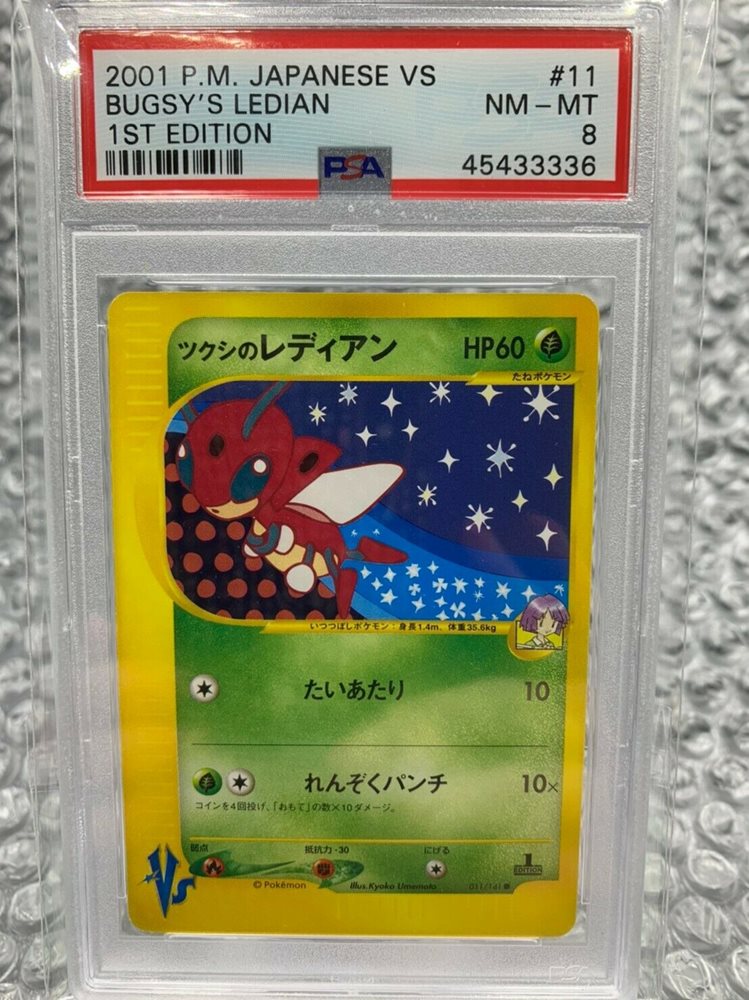 2001 P.M. JAPANESE VS #11
BUGSY'S LEDIAN NM - MT
1ST EDITION 8
PSA 45433336
ツクシのレディアン HP60
たねポケモン
いつつぼしポケモン：身長1.4m、体重35.6kg
たいあたり 10
れんぞくパンチ 10×
コインを4回投げ、「おもて」の数×10ダメージ。
弱点 抵抗力-30 にげる
1
EDITION
VS
©Pokémon Illus.Kyoko Umemoto 011/141